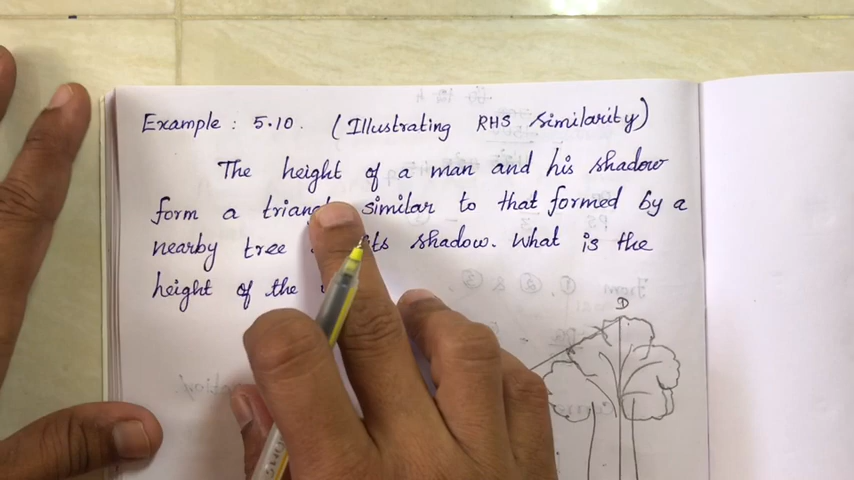 Example : 5.10. (Illustrating RHS Similarity)
The height of a man and his shadow
form a similar to that formed by a
nearby tree its shadow. What is the
height of the
D